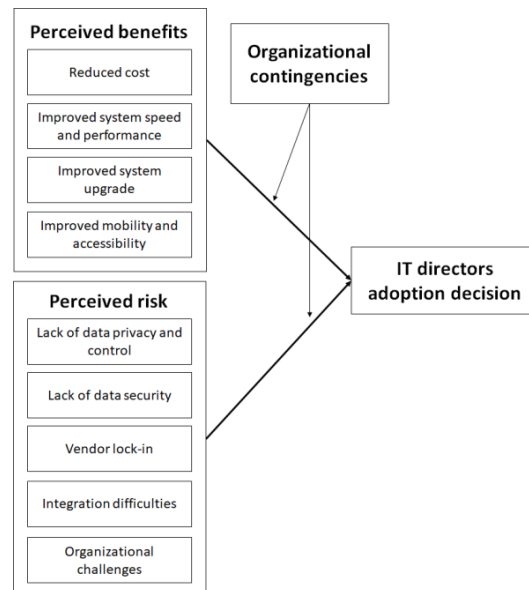 Perceived benefits
Reduced cost
Improved system speed
and performance
Improved system
upgrade
Improved mobility and
accessibility
Organizational
contingencies
IT directors
adoption decision
Perceived risk
Lack of data privacy and
control
Lack of data security
Vendor lock-in
Integration difficulties
Organizational
challenges